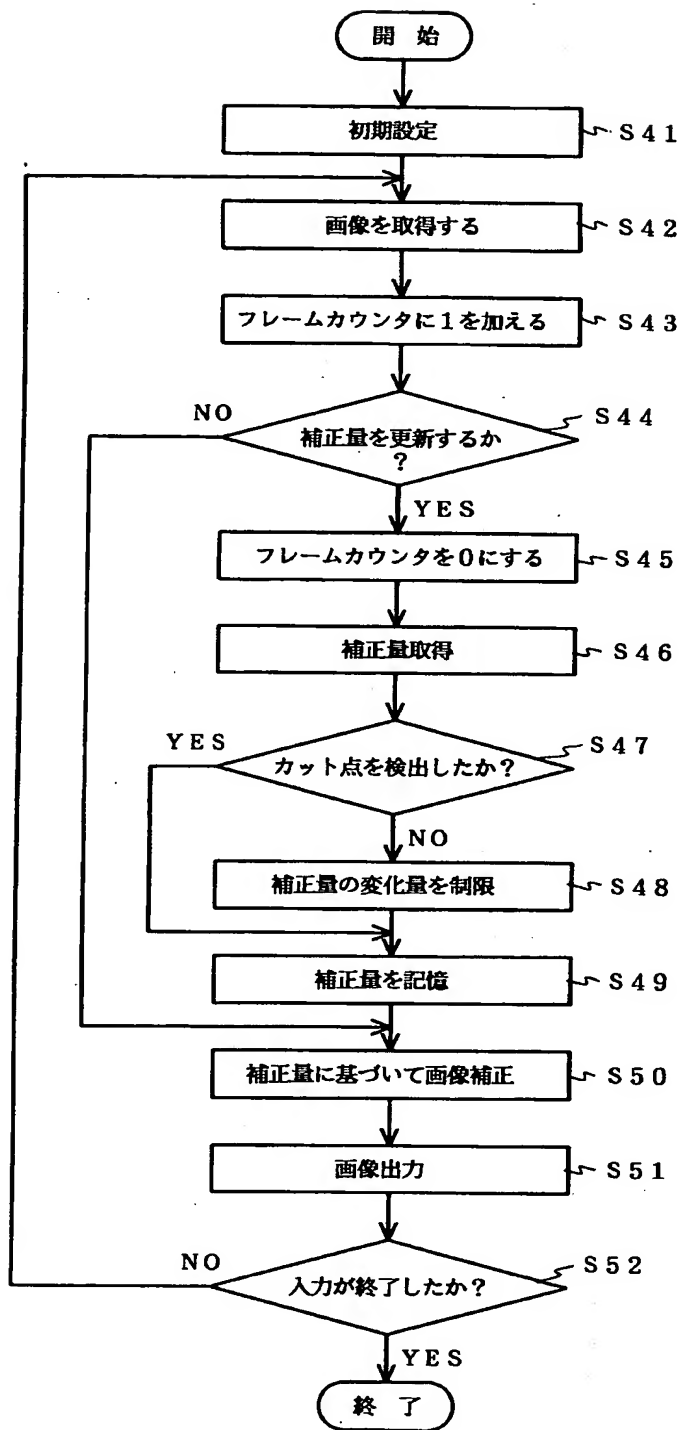 開 始
初期設定
S41
画像を取得する
S42
フレームカウンタに1を加える
S43
NO
S44
補正量を更新するか
?
YES
フレームカウンタを0にする
S45
補正量取得
S46
YES
S47
カット点を検出したか?
NO
補正量の変化量を制限
S48
補正量を記憶
S49
補正量に基づいて画像補正
S50
画像出力
S51
NO
S52
入力が終了したか?
YES
終 了